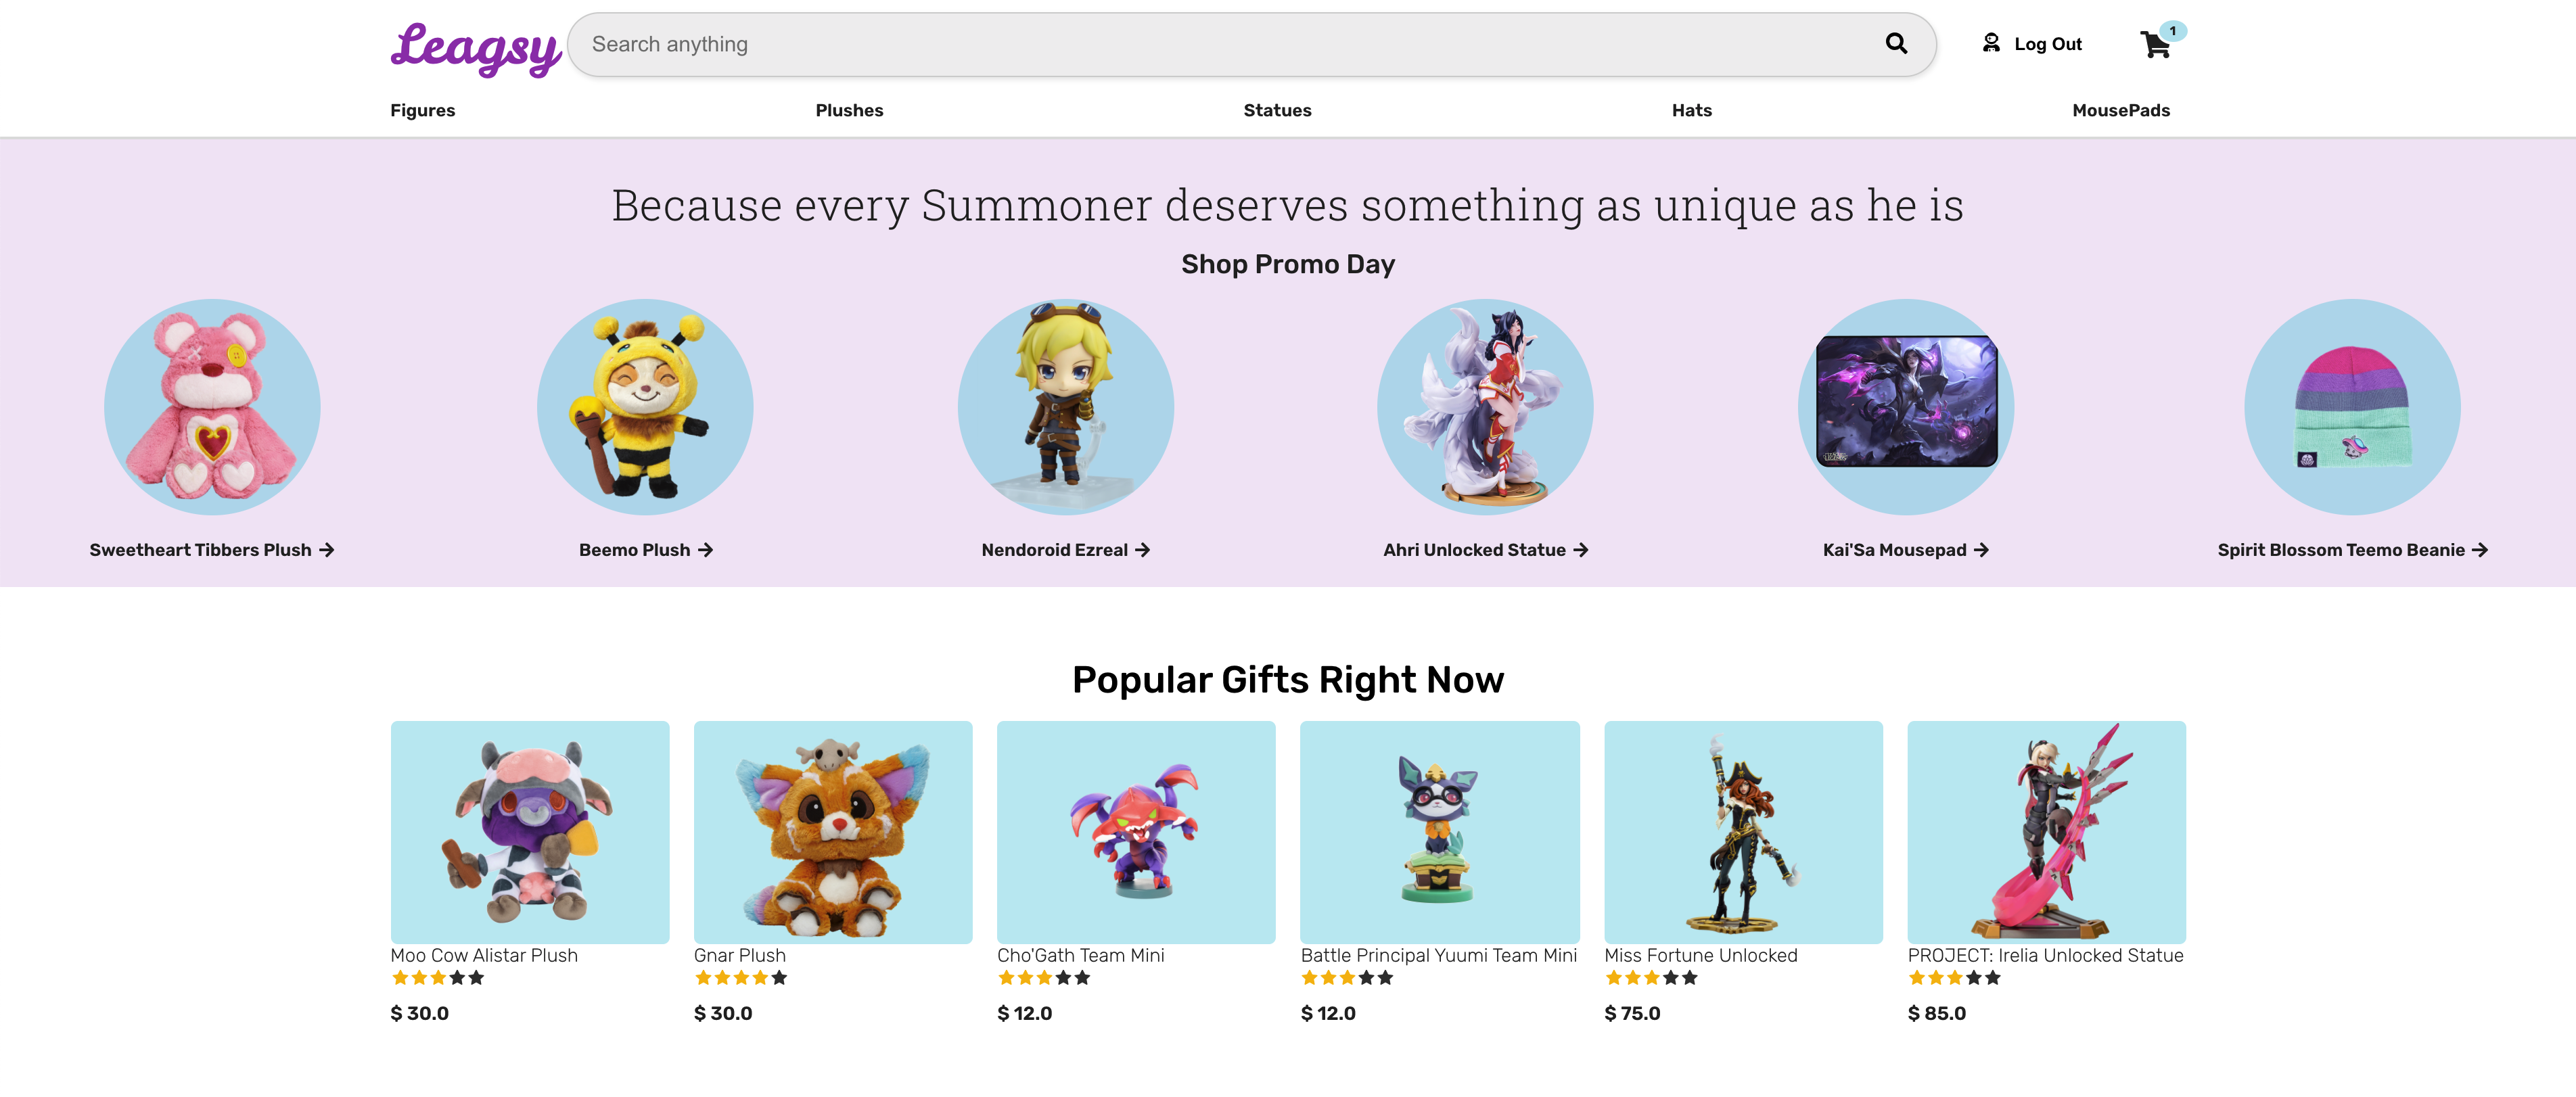 Leagsy
Search anything
Log Out
1
Figures
Plushes
Statues
Hats
MousePads
Because every Summoner deserves something as unique as he is
Shop Promo Day
Sweetheart Tibbers Plush →
Beemo Plush →
Nendoroid Ezreal →
Ahri Unlocked Statue →
Kai'Sa Mousepad →
Spirit Blossom Teemo Beanie →
Popular Gifts Right Now
Moo Cow Alistar Plush
$ 30.0
Gnar Plush
$ 30.0
Cho'Gath Team Mini
$ 12.0
Battle Principal Yuumi Team Mini
$ 12.0
Miss Fortune Unlocked
$ 75.0
PROJECT: Irelia Unlocked Statue
$ 85.0